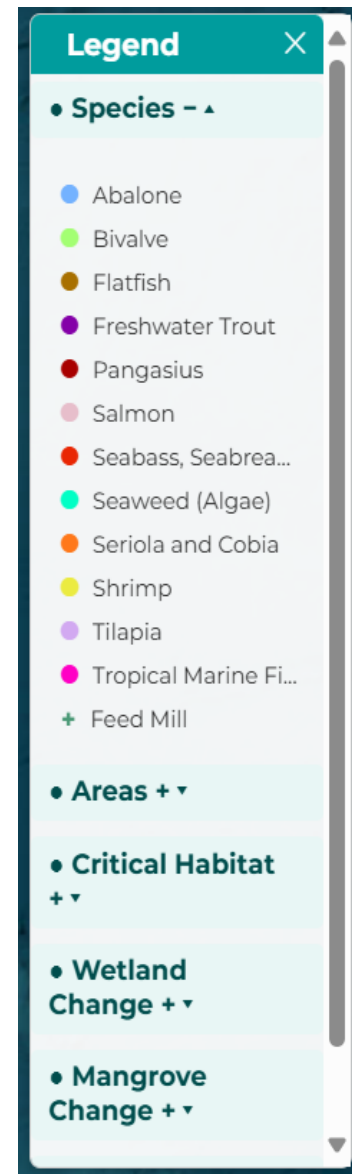 Legend ×
• Species – ▴
Abalone
Bivalve
Flatfish
Freshwater Trout
Pangasius
Salmon
Seabass, Seabrea...
Seaweed (Algae)
Seriola and Cobia
Shrimp
Tilapia
Tropical Marine Fi...
+ Feed Mill
• Areas + ▾
• Critical Habitat
+ ▾
• Wetland
Change + ▾
• Mangrove
Change + ▾